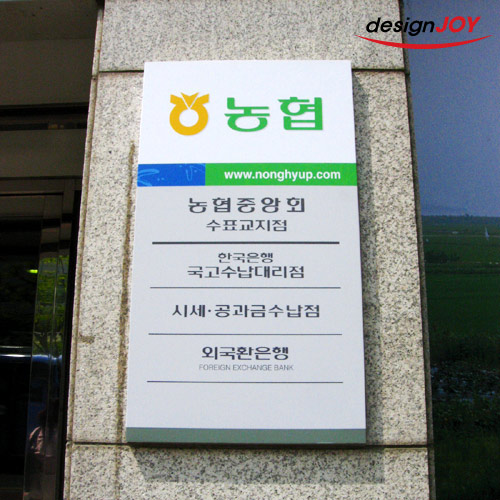 designJOY
농협
www.nonghyup.com
농협중앙회
수표교지점
한국은행
국고수납대리점
시세·공과금수납점
외국환은행
FOREIGN EXCHANGE BANK